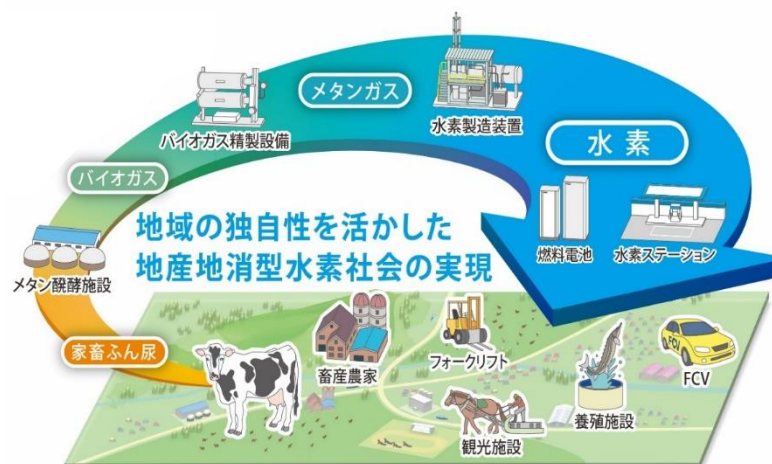 メタンガス
水素製造装置
バイオガス精製設備
水 素
バイオガス
地域の独自性を活かした
地産地消型水素社会の実現
燃料電池
水素ステーション
メタン醗酵施設
家畜ふん尿
畜産農家
フォークリフト
FCV
FCV
養殖施設
観光施設